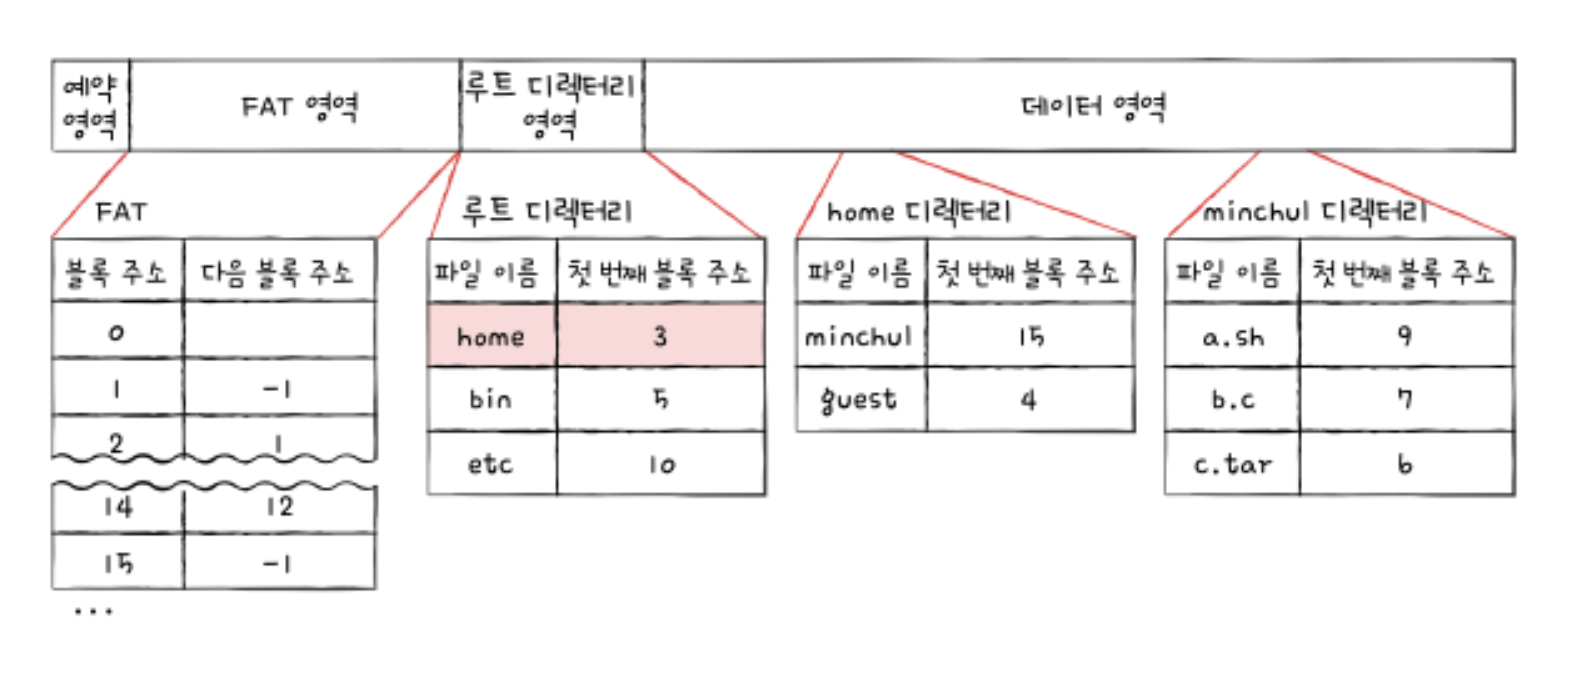 예약
영역
FAT 영역
루트 디렉터리
영역
데이터 영역
FAT
블록 주소 다음 블록 주소
0
1 -1
2 1
14 12
15 -1
...
루트 디렉터리
파일 이름 첫 번째 블록 주소
home 3
bin 5
etc 10
home 디렉터리
파일 이름 첫 번째 블록 주소
minchul 15
guest 4
minchul 디렉터리
파일 이름 첫 번째 블록 주소
a.sh 9
b.c 7
c.tar 6